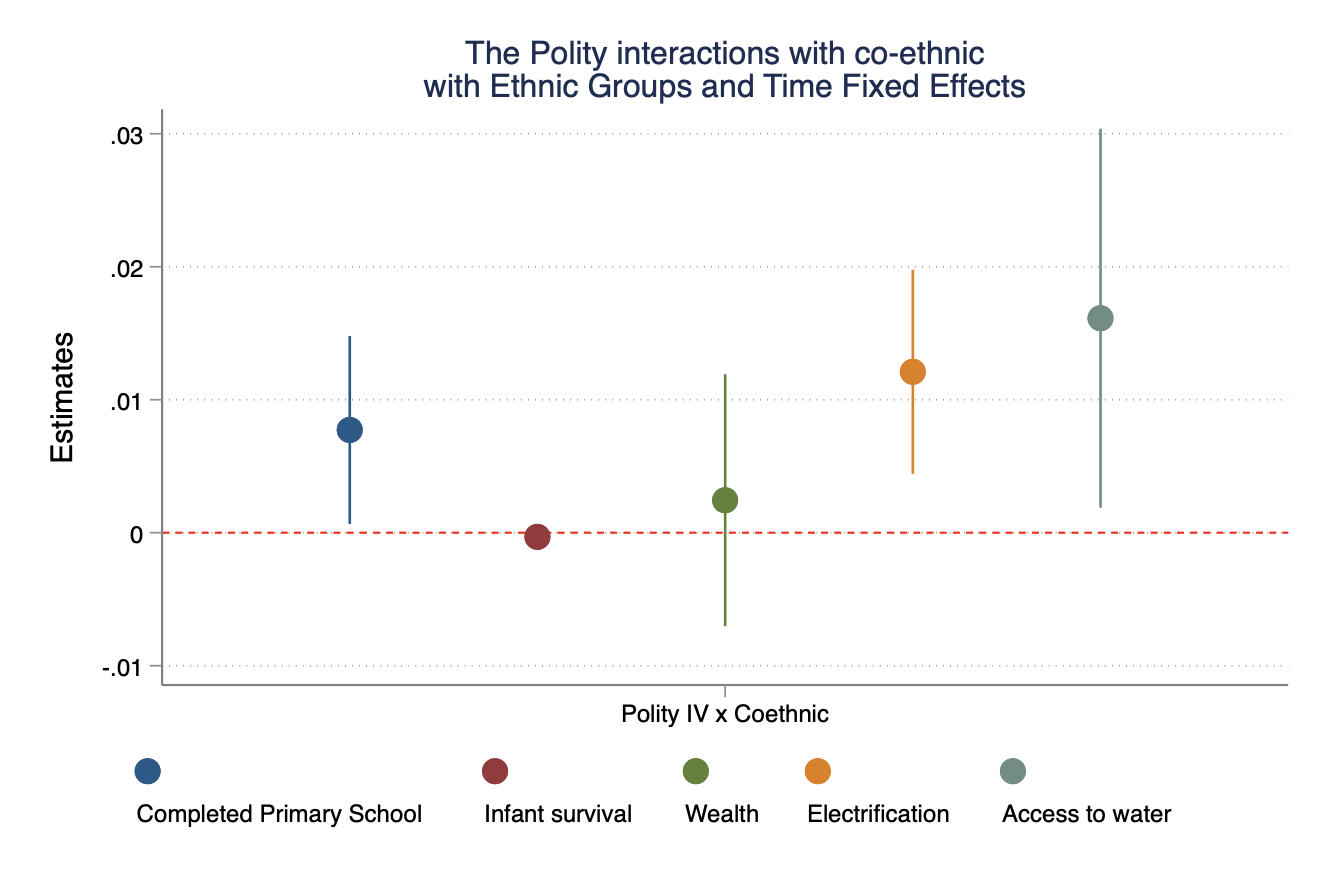 The Polity interactions with co-ethnic
with Ethnic Groups and Time Fixed Effects
.03
.02
.01
0
-.01
Estimates
Polity IV x Coethnic
Completed Primary School
Infant survival
Wealth
Electrification
Access to water